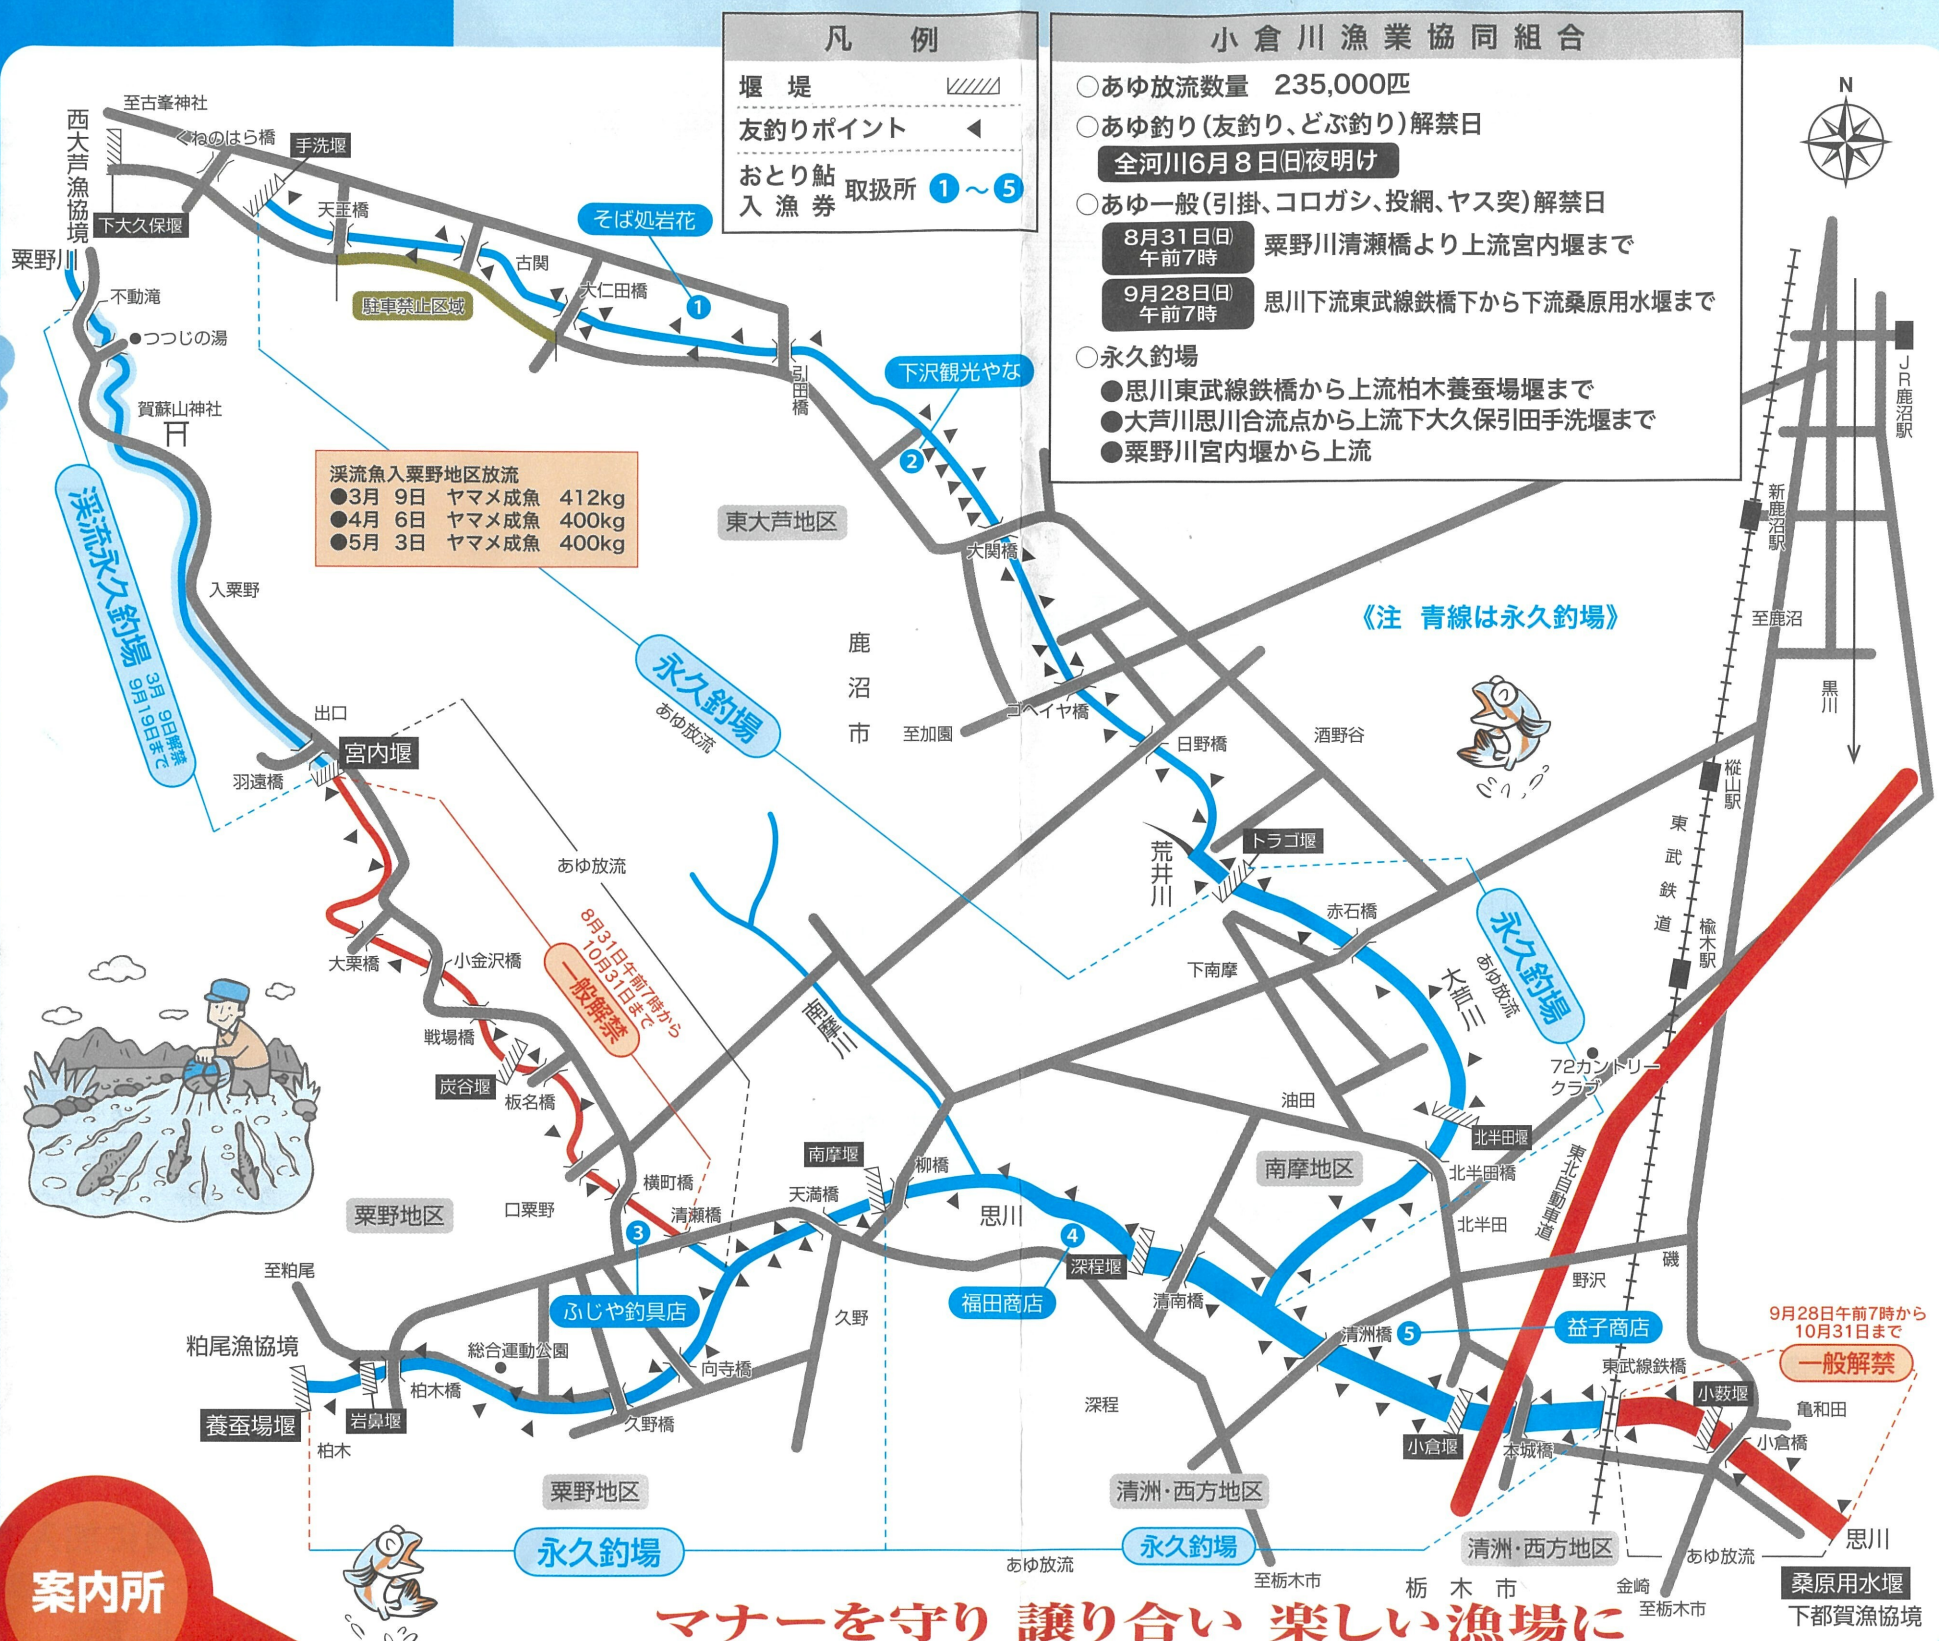 凡 例
堰 堤
友釣りポイント
おとり鮎
入漁券
取扱所 1～5
小倉川漁業協同組合
○あゆ放流数量 235,000匹
○あゆ釣り(友釣り、どぶ釣り)解禁日
全河川6月8日(日)夜明け
○あゆ一般(引掛、コロガシ、投網、ヤス突)解禁日
8月31日(日)
午前7時
粟野川清瀬橋より上流宮内堰まで
9月28日(日)
午前7時
思川下流東武線鉄橋下から下流桑原用水堰まで
○永久釣場
●思川東武線鉄橋から上流柏木養蚕場堰まで
●大芦川思川合流点から上流下大久保引田手洗堰まで
●粟野川宮内堰から上流
N
至古峯神社
西大芦漁協境
くねのはら橋
手洗堰
下大久保堰
天王橋
古関
そば処岩花
1
大仁田橋
駐車禁止区域
粟野川
不動滝
●つつじの湯
賀蘇山神社
引田橋
下沢観光やな
2
渓流魚入粟野地区放流
●3月 9日 ヤマメ成魚 412kg
●4月 6日 ヤマメ成魚 400kg
●5月 3日 ヤマメ成魚 400kg
東大芦地区
大関橋
JR鹿沼駅
新鹿沼駅
至鹿沼
黒川
《注 青線は永久釣場》
渓流永久釣場
3月 9日解禁
9月19日まで
入粟野
鹿沼市
永久釣場
あゆ放流
ゴヘイヤ橋
至加園
日野橋
酒野谷
出口
宮内堰
羽遠橋
樅山駅
東武鉄道
楡木駅
トラゴ堰
荒井川
あゆ放流
8月31日午前7時から
10月31日まで
一般解禁
赤石橋
下南摩
大芦川
永久釣場
あゆ放流
大栗橋
小金沢橋
戦場橋
炭谷堰
板名橋
南摩川
72カントリー
クラブ
油田
北半田堰
北半田橋
北半田
東北自動車道
南摩地区
南摩堰
柳橋
天満橋
思川
横町橋
口粟野
清瀬橋
粟野地区
3
ふじや釣具店
4
深程堰
福田商店
清南橋
野沢
磯
至粕尾
粕尾漁協境
総合運動公園
久野
向寺橋
久野橋
柏木橋
岩鼻堰
養蚕場堰
柏木
清洲橋
5
益子商店
東武線鉄橋
9月28日午前7時から
10月31日まで
一般解禁
小薮堰
亀和田
小倉橋
深程
小倉堰
本城橋
粟野地区
清洲・西方地区
清洲・西方地区
永久釣場
永久釣場
あゆ放流
あゆ放流
思川
至栃木市
栃木市
金崎
至栃木市
桑原用水堰
下都賀漁協境
案内所
マナーを守り 譲り合い 楽しい漁場に